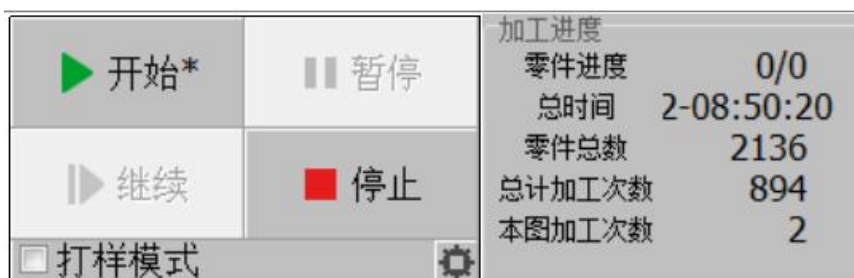 开始*
暂停
继续
停止
打样模式
加工进度
零件进度 0/0
总时间 2-08:50:20
零件总数 2136
总计加工次数 894
本图加工次数 2